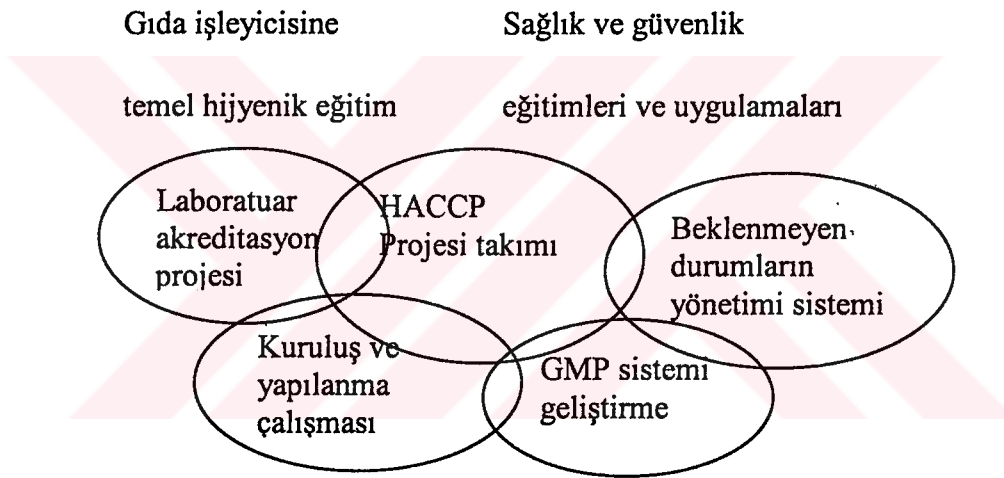 Gıda işleyicisine
Sağlık ve güvenlik
temel hijyenik eğitim
eğitimleri ve uygulamaları
Laboratuar
akreditasyon
projesi
HACCP
Projesi takımı
Beklenmeyen
durumların
yönetimi sistemi
Kuruluş ve
yapılanma
çalışması
GMP sistemi
geliştirme